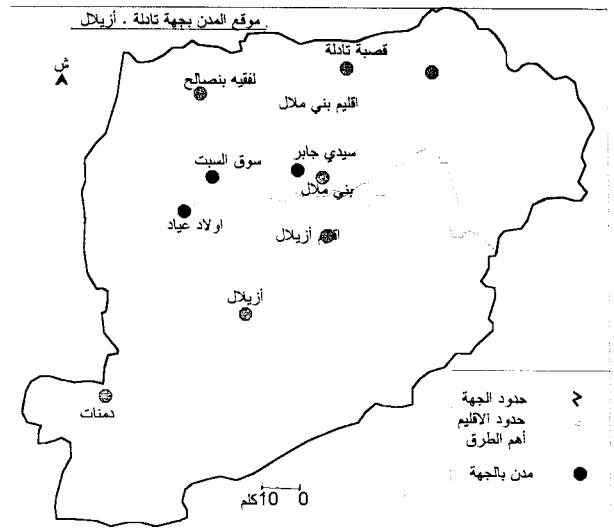 موقع المدن بجهة تادلة . أزيلال .
ش
قصبة تادلة
لفقيه بنصالح
اقليم بني ملال
سيدي جابر
سوق السبت
بني ملال
اولاد عياد
اقليم أزيلال
أزيلال
دمنات
حدود الجهة
حدود الاقليم
أهم الطرق
مدن بالجهة
0 10كلم